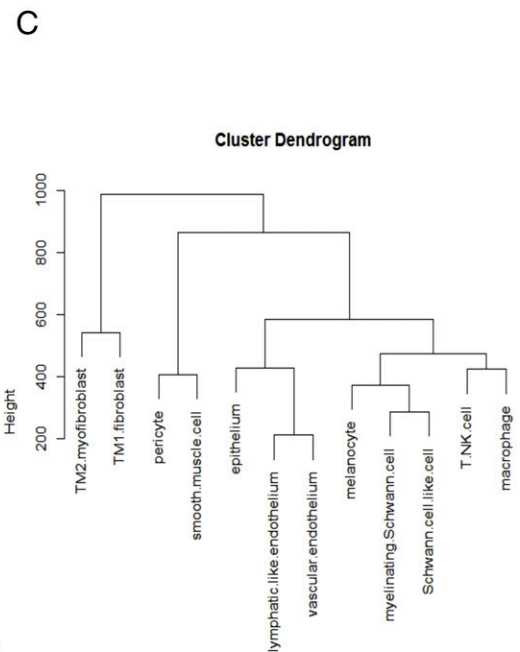 C
Cluster Dendrogram
Height
1000
800
600
400
200
TM2.myofibroblast
TM1.fibroblast
pericyte
smooth.muscle.cell
epithelium
lymphatic.like.endothelium
vascular.endothelium
melanocyte
myelinating.Schwann.cell
Schwann.cell.like.cell
T.NK.cell
macrophage